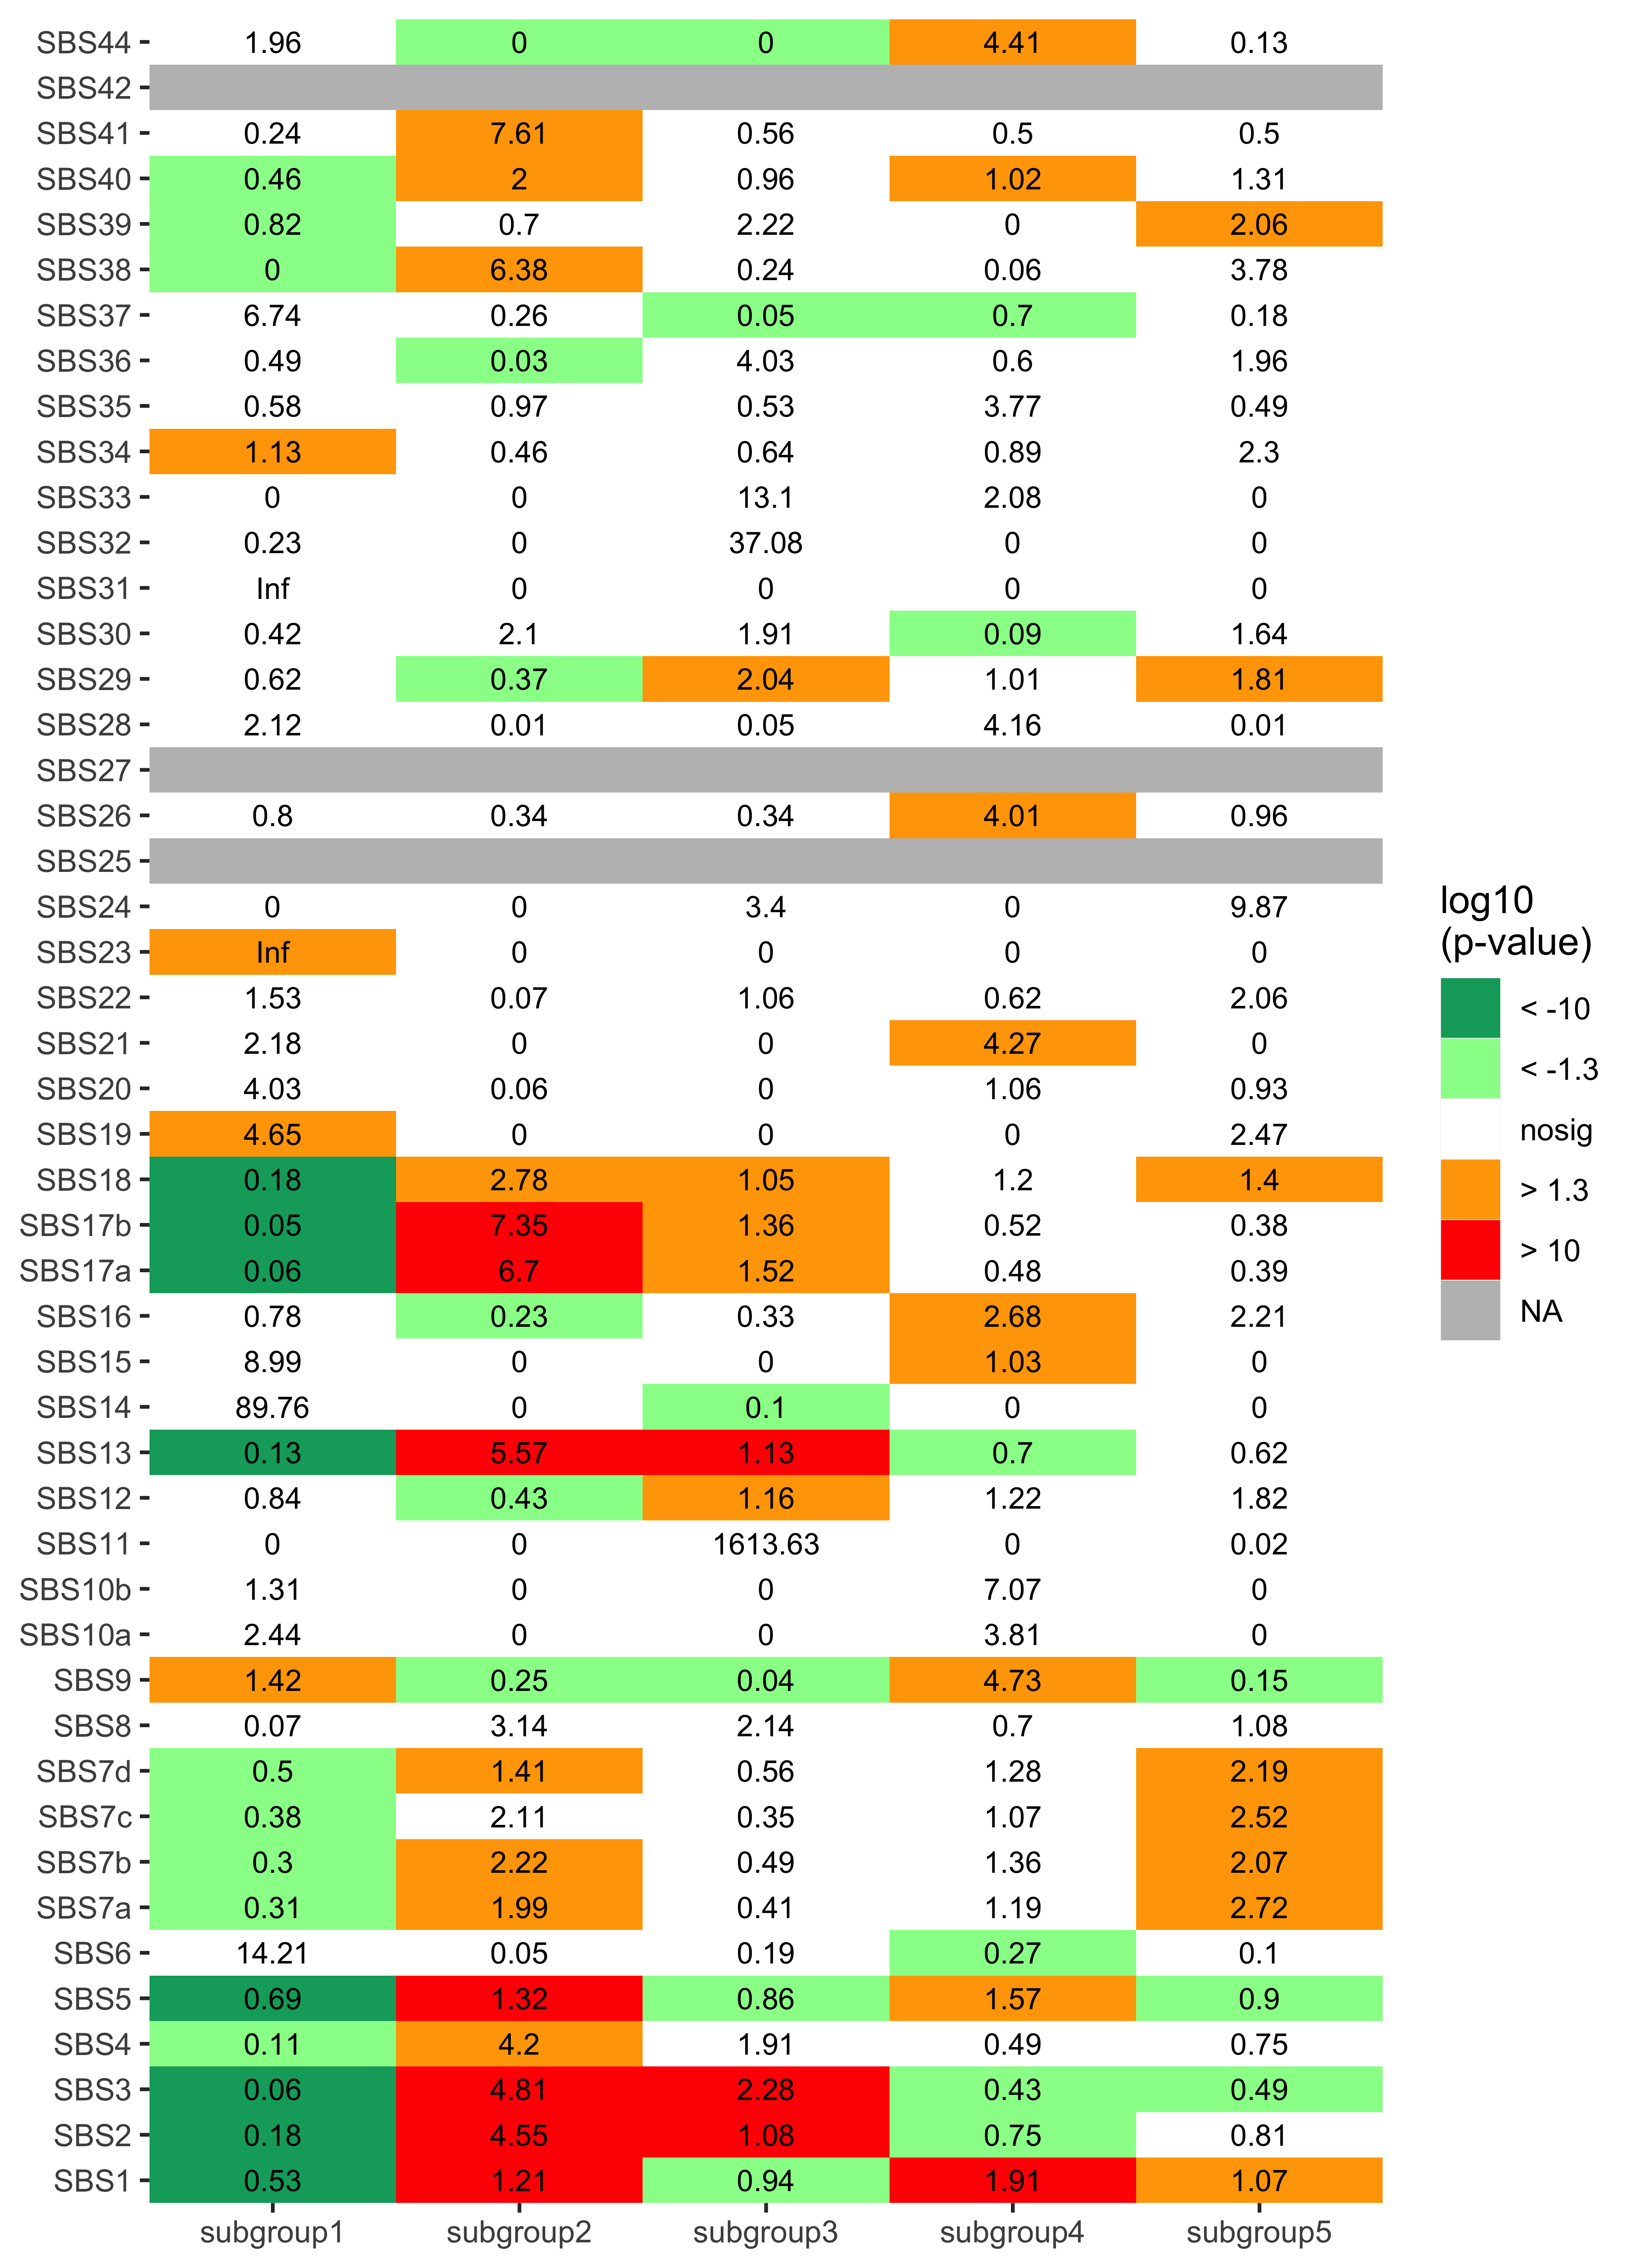 SBS44 1.96 0 0 4.41 0.13
SBS42
SBS41 0.24 7.61 0.56 0.5 0.5
SBS40 0.46 2 0.96 1.02 1.31
SBS39 0.82 0.7 2.22 0 2.06
SBS38 0 6.38 0.24 0.06 3.78
SBS37 6.74 0.26 0.05 0.7 0.18
SBS36 0.49 0.03 4.03 0.6 1.96
SBS35 0.58 0.97 0.53 3.77 0.49
SBS34 1.13 0.46 0.64 0.89 2.3
SBS33 0 0 13.1 2.08 0
SBS32 0.23 0 37.08 0 0
SBS31 Inf 0 0 0 0
SBS30 0.42 2.1 1.91 0.09 1.64
SBS29 0.62 0.37 2.04 1.01 1.81
SBS28 2.12 0.01 0.05 4.16 0.01
SBS27
SBS26 0.8 0.34 0.34 4.01 0.96
SBS25
SBS24 0 0 3.4 0 9.87
SBS23 Inf 0 0 0 0
SBS22 1.53 0.07 1.06 0.62 2.06
SBS21 2.18 0 0 4.27 0
SBS20 4.03 0.06 0 1.06 0.93
SBS19 4.65 0 0 0 2.47
SBS18 0.18 2.78 1.05 1.2 1.4
SBS17b 0.05 7.35 1.36 0.52 0.38
SBS17a 0.06 6.7 1.52 0.48 0.39
SBS16 0.78 0.23 0.33 2.68 2.21
SBS15 8.99 0 0 1.03 0
SBS14 89.76 0 0.1 0 0
SBS13 0.13 5.57 1.13 0.7 0.62
SBS12 0.84 0.43 1.16 1.22 1.82
SBS11 0 0 1613.63 0 0.02
SBS10b 1.31 0 0 7.07 0
SBS10a 2.44 0 0 3.81 0
SBS9 1.42 0.25 0.04 4.73 0.15
SBS8 0.07 3.14 2.14 0.7 1.08
SBS7d 0.5 1.41 0.56 1.28 2.19
SBS7c 0.38 2.11 0.35 1.07 2.52
SBS7b 0.3 2.22 0.49 1.36 2.07
SBS7a 0.31 1.99 0.41 1.19 2.72
SBS6 14.21 0.05 0.19 0.27 0.1
SBS5 0.69 1.32 0.86 1.57 0.9
SBS4 0.11 4.2 1.91 0.49 0.75
SBS3 0.06 4.81 2.28 0.43 0.49
SBS2 0.18 4.55 1.08 0.75 0.81
SBS1 0.53 1.21 0.94 1.91 1.07
subgroup1 subgroup2 subgroup3 subgroup4 subgroup5
log10
(p-value)
< -10
< -1.3
nosig
> 1.3
> 10
NA